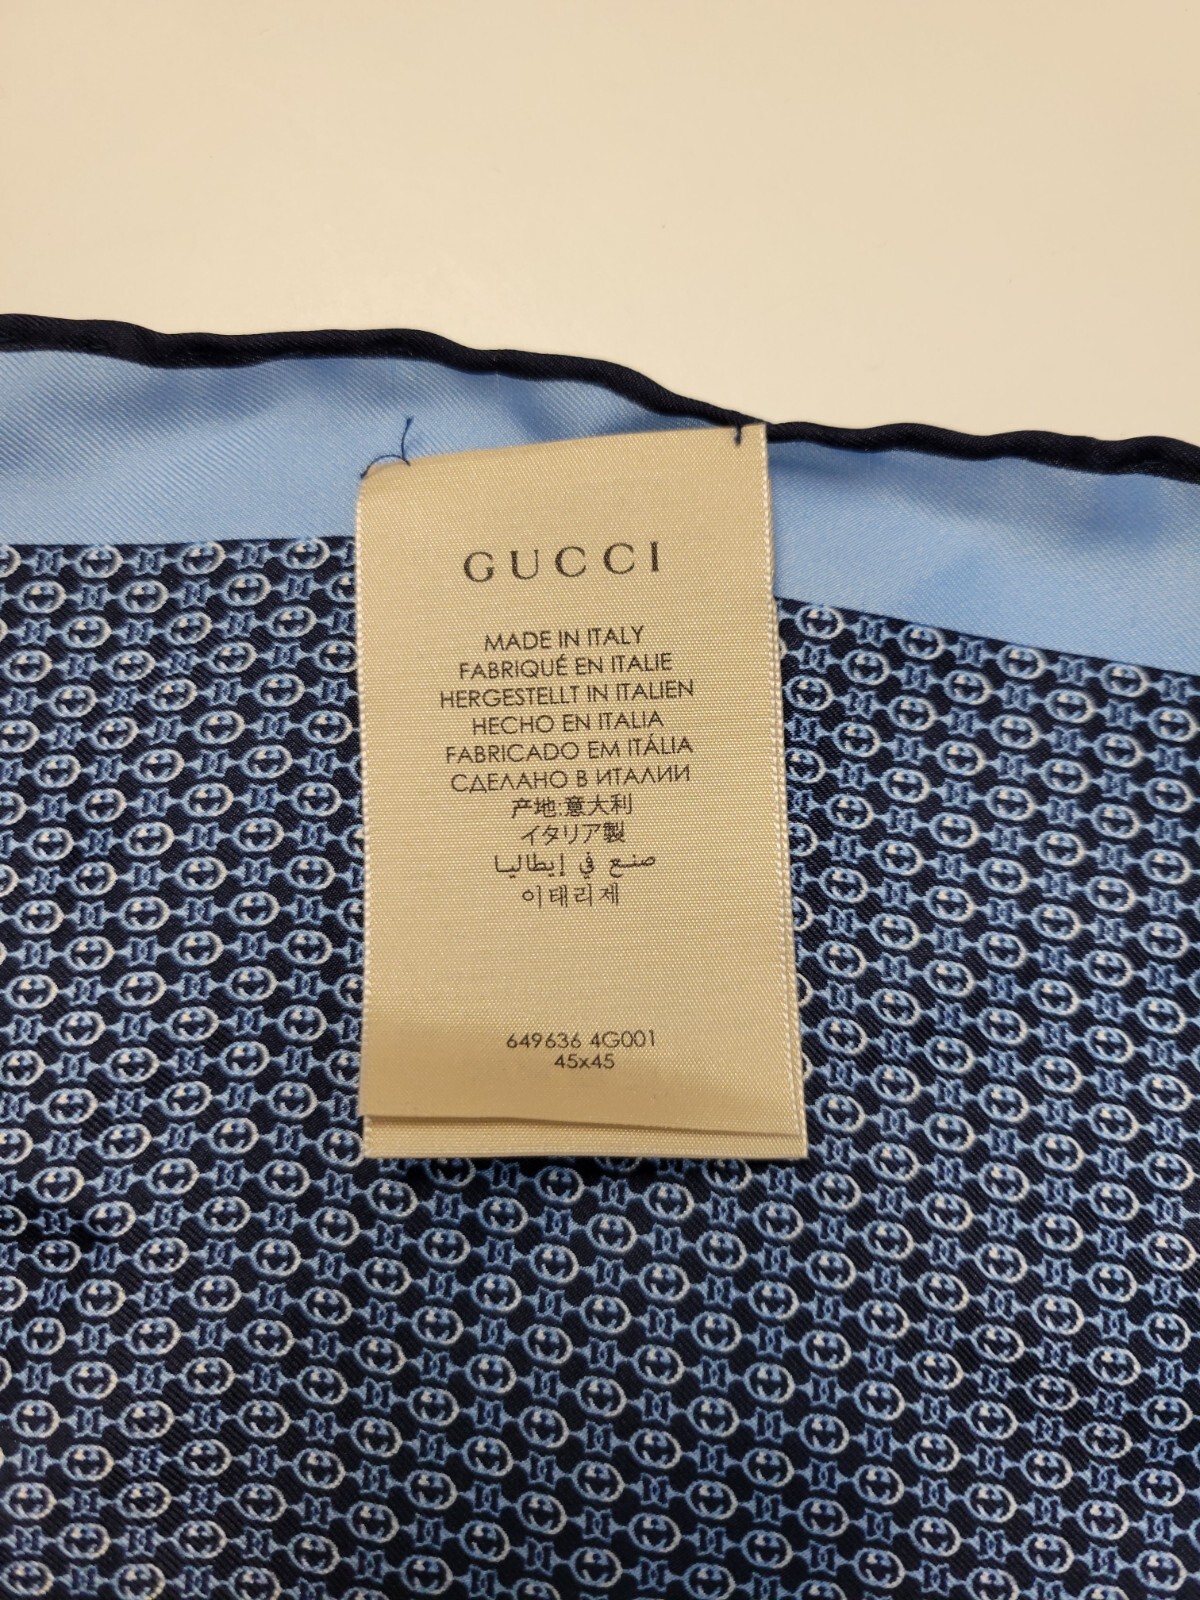 GUCCI
MADE IN ITALY
FABRIQUÉ EN ITALIE
HERGESTELLT IN ITALIEN
HECHO EN ITALIA
FABRICADO EM ITÁLIA
СДЕЛАНО В ИТАЛИИ
产地:意大利
イタリア製
صنع في إيطاليا
이태리제
649636 4G001
45x45